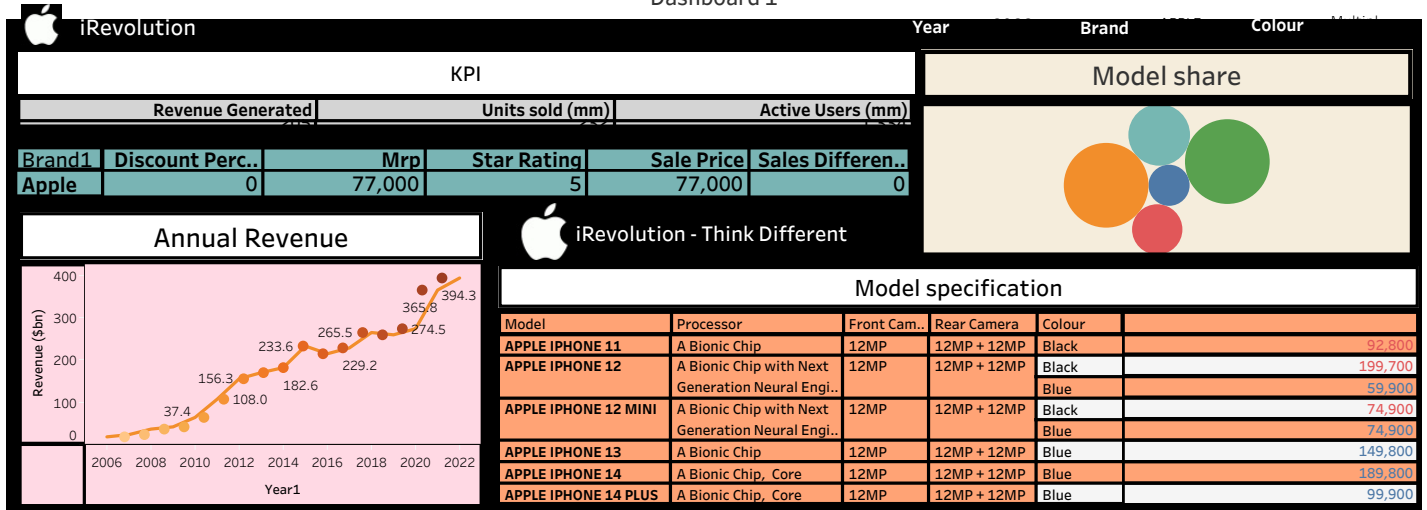 Dashboard 1
iRevolution
Year Brand Colour
KPI
Model share
Revenue Generated Units sold (mm) Active Users (mm)
Brand1 Discount Perc.. Mrp Star Rating Sale Price Sales Differen..
Apple 0 77,000 5 77,000 0
Annual Revenue
iRevolution - Think Different
Model specification
Revenue ($bn)
400
300
200
100
0
394.3
365.8
274.5
265.5
233.6
229.2
182.6
156.3
108.0
37.4
2006 2008 2010 2012 2014 2016 2018 2020 2022
Year1
Model Processor Front Cam.. Rear Camera Colour
APPLE IPHONE 11 A Bionic Chip 12MP 12MP + 12MP Black 92,800
APPLE IPHONE 12 A Bionic Chip with Next 12MP 12MP + 12MP Black 199,700
Generation Neural Engi.. Blue 59,900
APPLE IPHONE 12 MINI A Bionic Chip with Next 12MP 12MP + 12MP Black 74,900
Generation Neural Engi.. Blue 74,900
APPLE IPHONE 13 A Bionic Chip 12MP 12MP + 12MP Blue 149,800
APPLE IPHONE 14 A Bionic Chip, Core 12MP 12MP + 12MP Blue 189,800
APPLE IPHONE 14 PLUS A Bionic Chip, Core 12MP 12MP + 12MP Blue 99,900